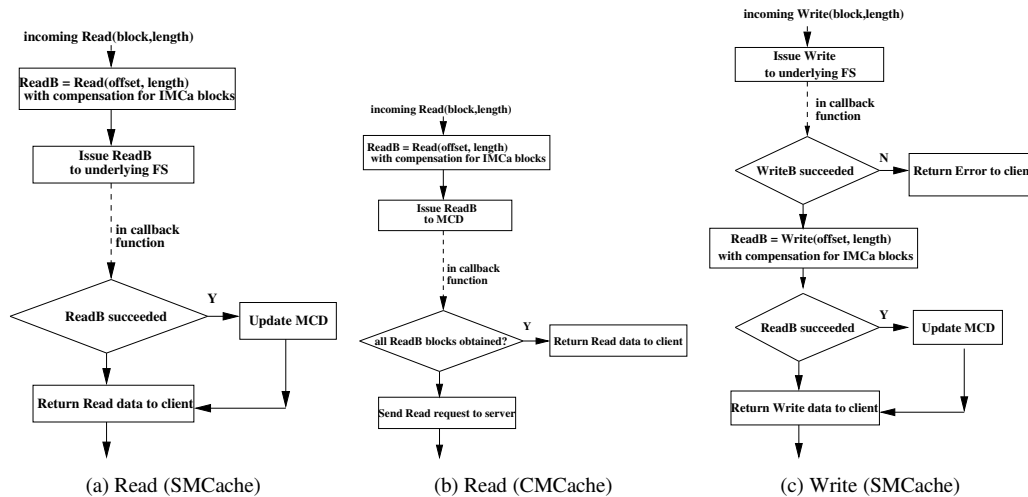 incoming Read(block,length)
ReadB = Read(offset, length)
with compensation for IMCa blocks
Issue ReadB
to underlying FS
in callback
function
ReadB succeeded
Y
Update MCD
Return Read data to client
(a) Read (SMCache)
incoming Read(block,length)
ReadB = Read(offset, length)
with compensation for IMCa blocks
Issue ReadB
to MCD
in callback
function
all ReadB blocks obtained?
Y
Return Read data to client
Send Read request to server
(b) Read (CMCache)
incoming Write(block,length)
Issue Write
to underlying FS
in callback
function
WriteB succeeded
N
Return Error to client
ReadB = Write(offset, length)
with compensation for IMCa blocks
ReadB succeeded
Y
Update MCD
Return Write data to client
(c) Write (SMCache)